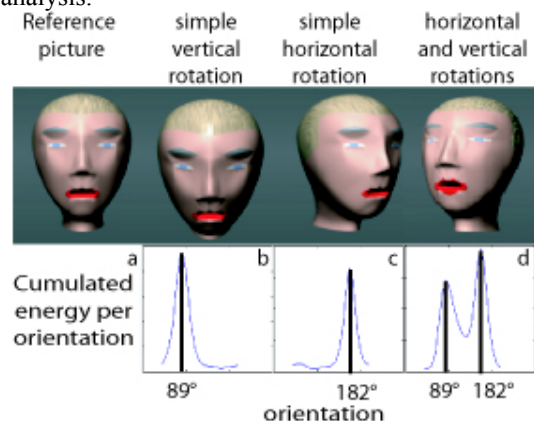 analysis.
Reference
picture
simple
vertical
rotation
simple
horizontal
rotation
horizontal
and vertical
rotations
a
b
c
d
Cumulated
energy per
orientation
89°
182°
89° 182°
orientation